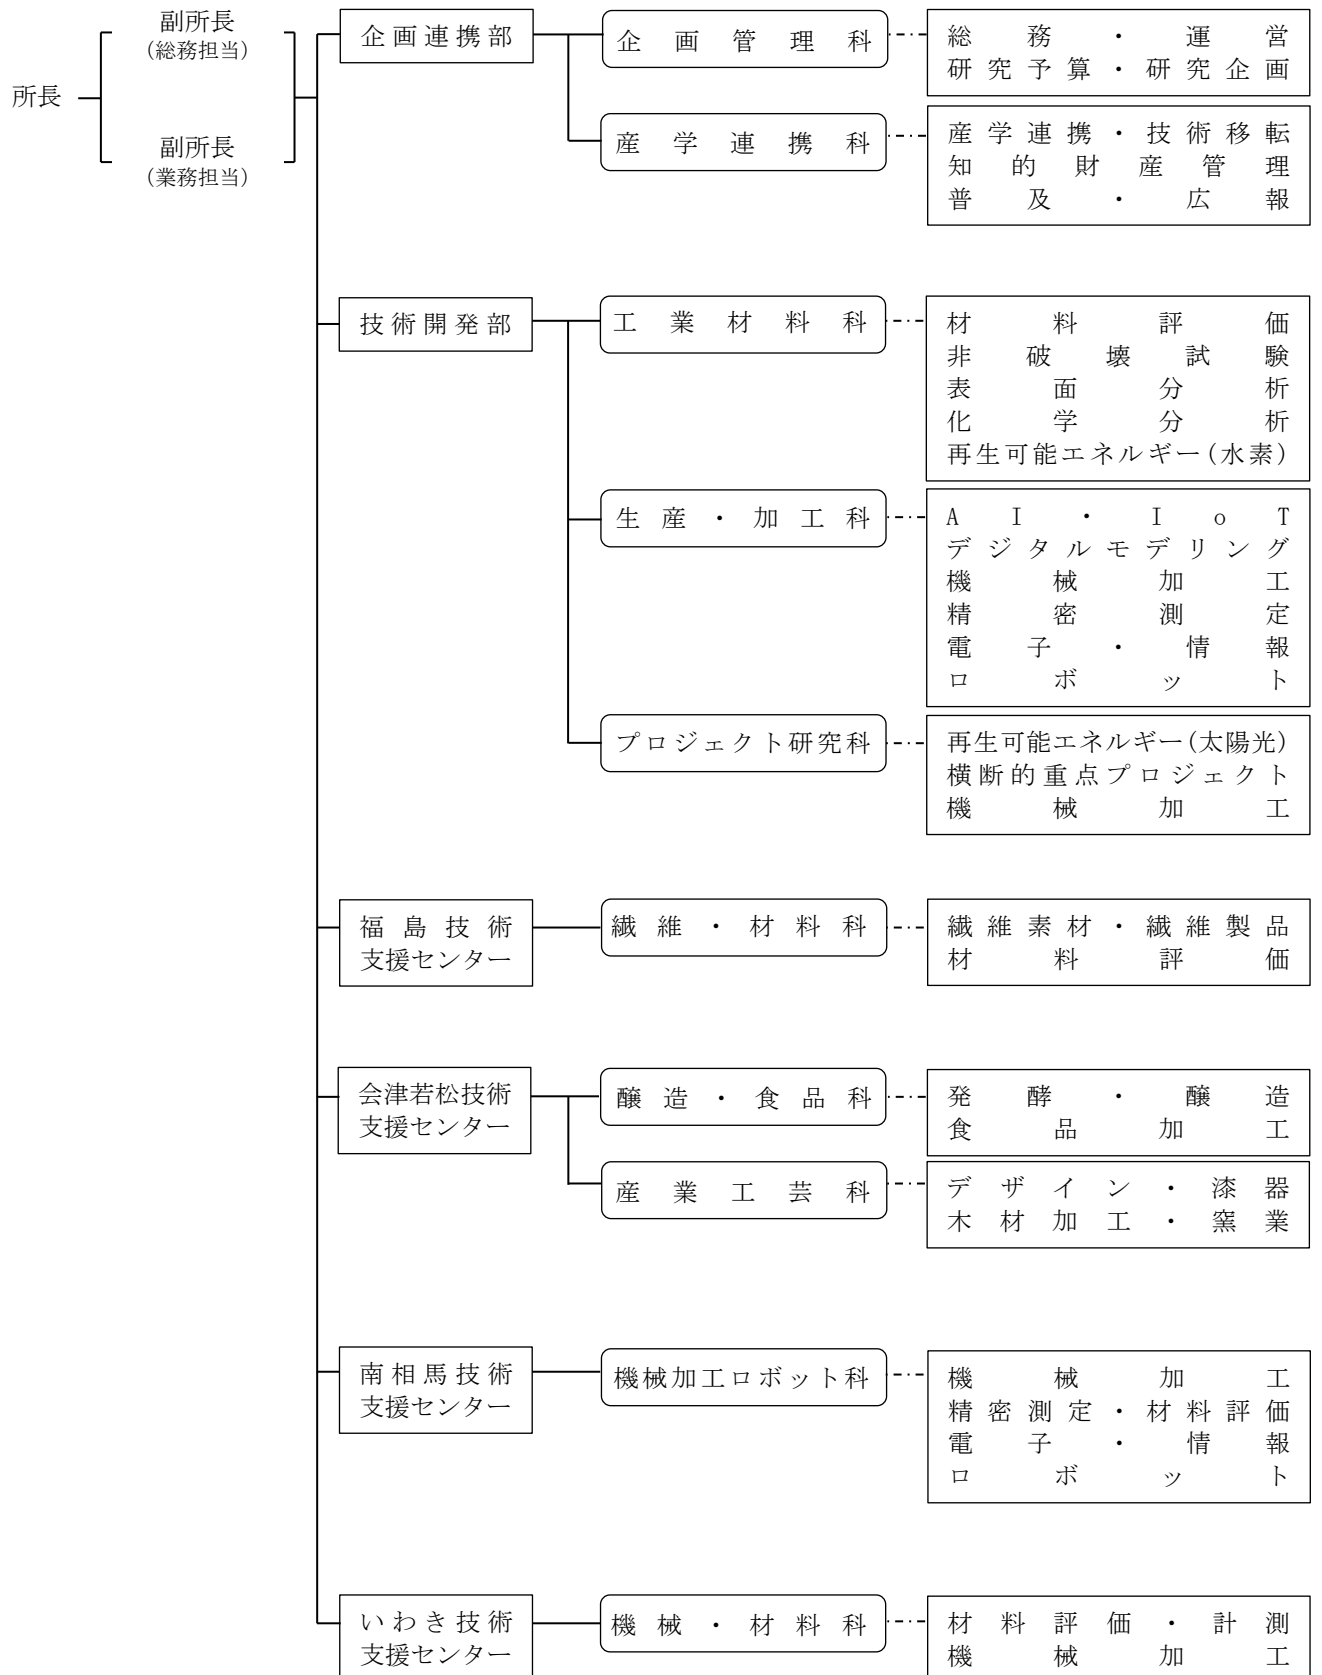 所長
副所長
(総務担当)
副所長
(業務担当)
企画連携部
企画管理科
総務・運営
研究予算・研究企画
産学連携科
産学連携・技術移転
知的財産管理
普及・広報
技術開発部
工業材料科
材料評価
非破壊試験
表面分析
化学分析
再生可能エネルギー(水素)
生産・加工科
AI・IoT
デジタルモデリング
機械加工
精密測定
電子・情報
ロボット
プロジェクト研究科
再生可能エネルギー(太陽光)
横断的重点プロジェクト
機械加工
福島技術
支援センター
繊維・材料科
繊維素材・繊維製品
材料評価
会津若松技術
支援センター
醸造・食品科
発酵・醸造
食品加工
産業工芸科
デザイン・漆器
木材加工・窯業
南相馬技術
支援センター
機械加工ロボット科
機械加工
精密測定・材料評価
電子・情報
ロボット
いわき技術
支援センター
機械・材料科
材料評価・計測
機械加工